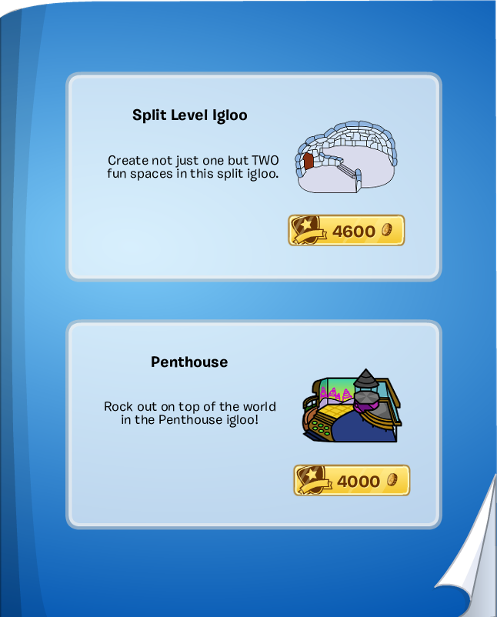 Split Level Igloo
Create not just one but TWO
fun spaces in this split igloo.
4600
Penthouse
Rock out on top of the world
in the Penthouse igloo!
4000